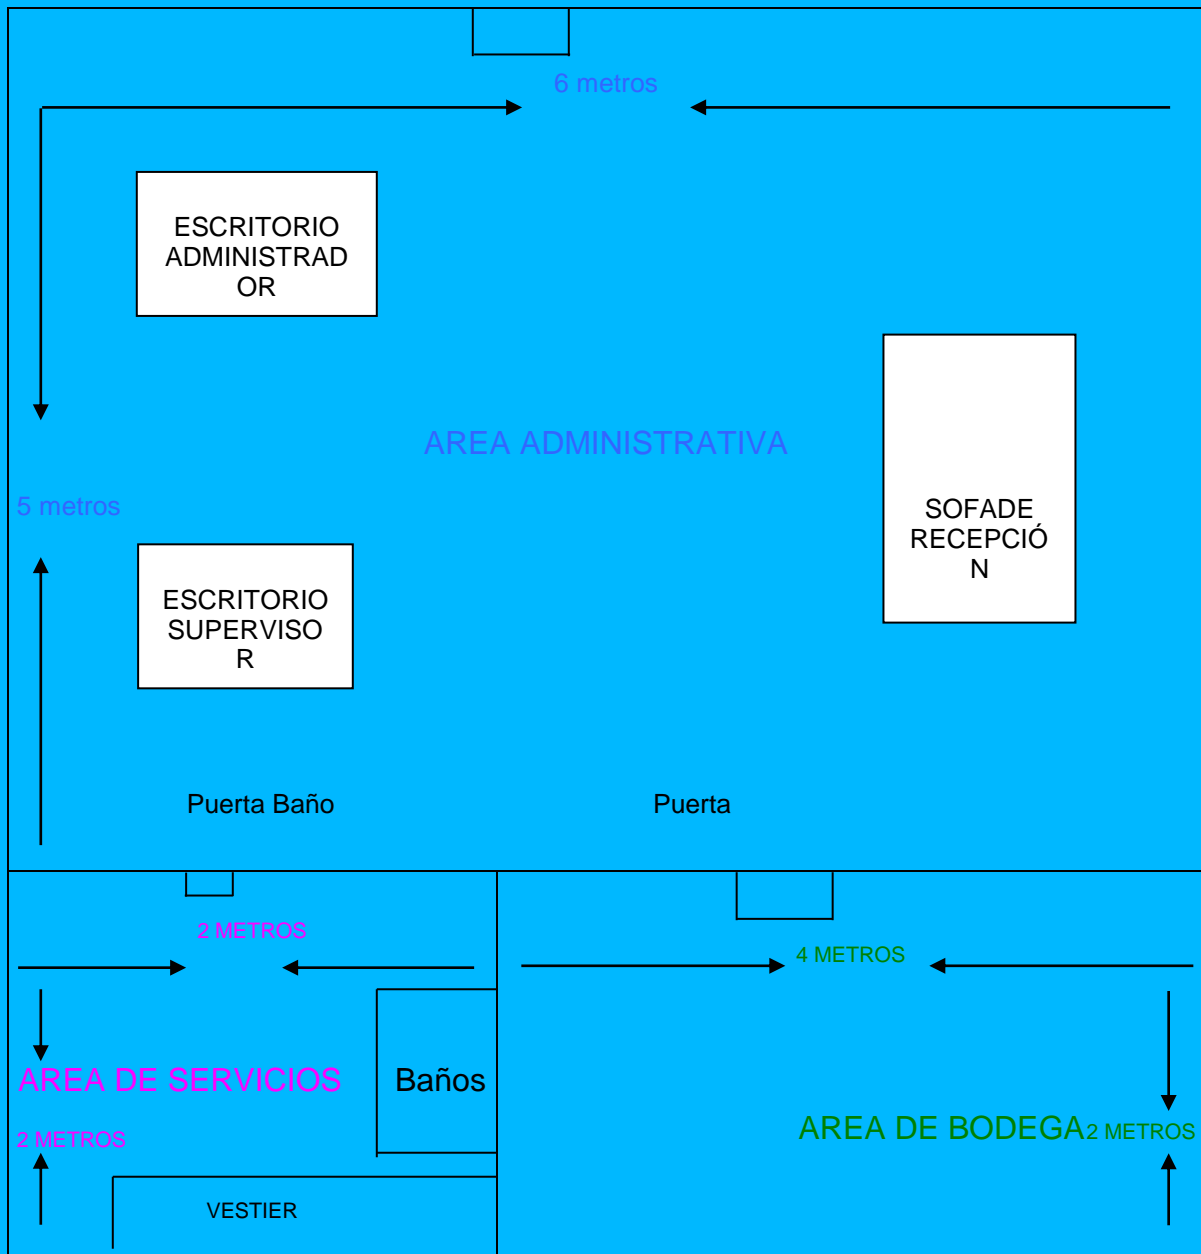 6 metros
ESCRITORIO
ADMINISTRAD
OR
AREA ADMINISTRATIVA
5 metros
SOFADE
RECEPCIÓ
N
ESCRITORIO
SUPERVISO
R
Puerta Baño
Puerta
2 METROS
4 METROS
AREA DE SERVICIOS
Baños
2 METROS
AREA DE BODEGA
2 METROS
VESTIER